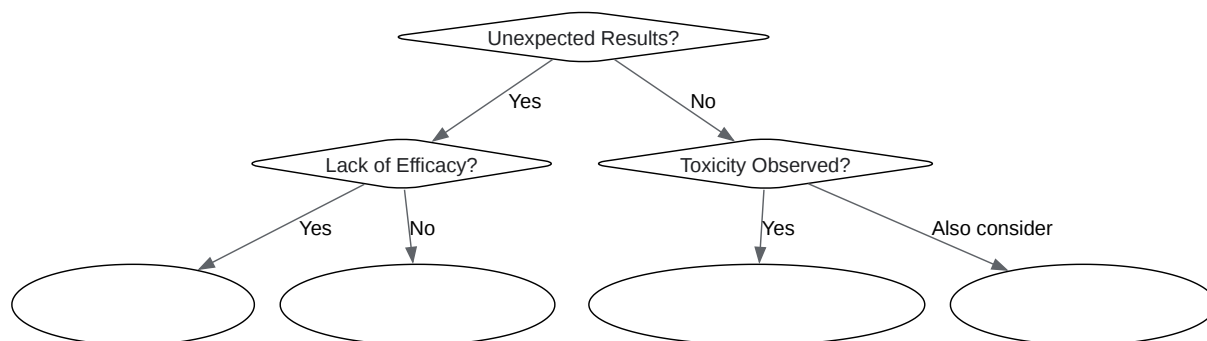 Unexpected Results?
Yes
No
Lack of Efficacy?
Toxicity Observed?
Yes
No
Yes
Also consider